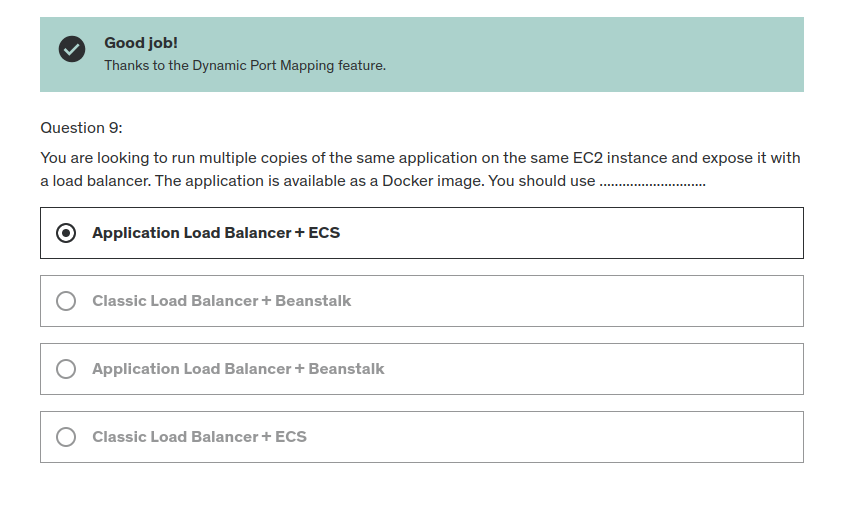 Good job!
Thanks to the Dynamic Port Mapping feature.
Question 9:
You are looking to run multiple copies of the same application on the same EC2 instance and expose it with
a load balancer. The application is available as a Docker image. You should use ............................
Application Load Balancer + ECS
Classic Load Balancer + Beanstalk
Application Load Balancer + Beanstalk
Classic Load Balancer + ECS